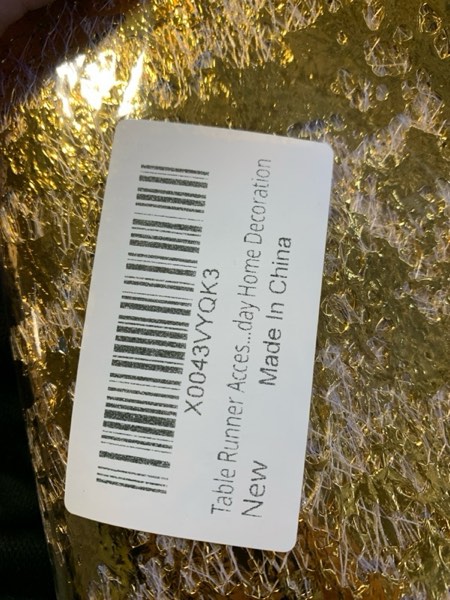 X0043VYQK3
Table Runner Acces...day Home Decoration
New
Made In China